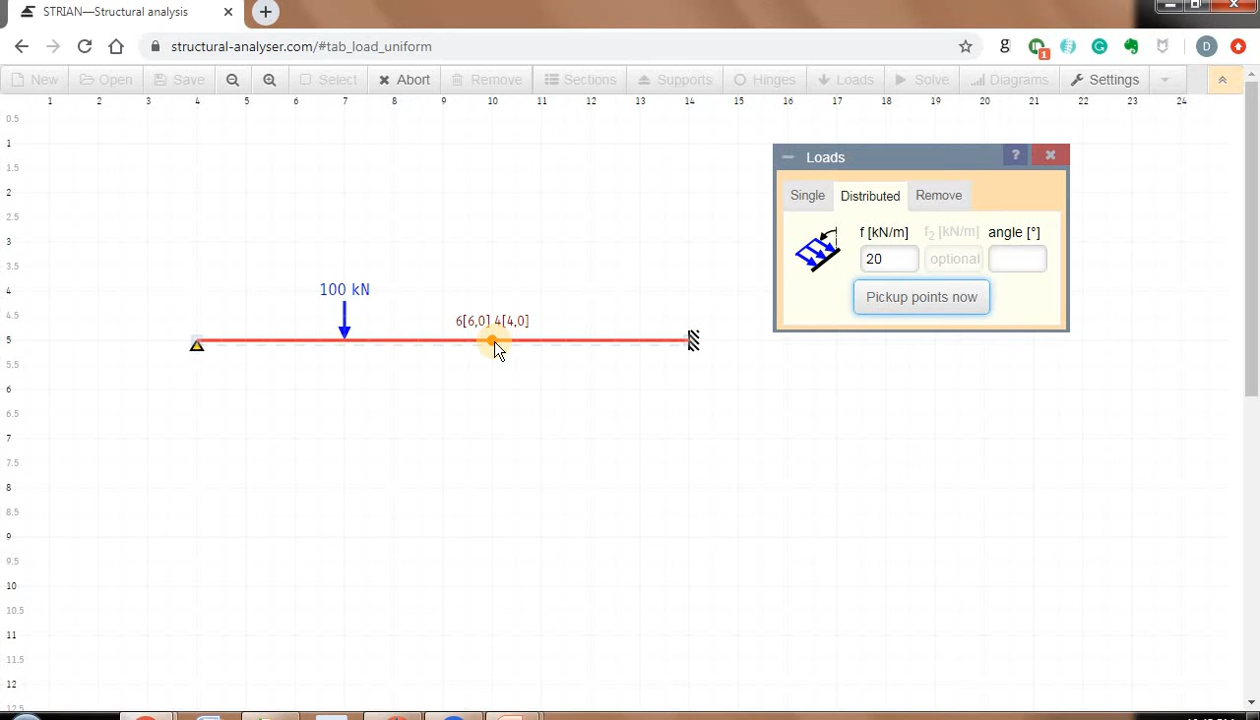 STRIAN—Structural analysis
structural-analyser.com/#tab_load_uniform
g 1 D
New Open Save Select Abort Remove Sections Supports Hinges Loads Solve Diagrams Settings
1 2 3 4 5 6 7 8 9 10 11 12 13 14 15 16 17 18 19 20 21 22 23 24
0.5
1
1.5
2
2.5
3
3.5
4
4.5
5
5.5
6
6.5
7
7.5
8
8.5
9
9.5
10
10.5
11
11.5
12
12.5
100 kN
6[6,0] 4[4,0]
Loads ?
Single Distributed Remove
f [kN/m] f2 [kN/m] angle [°]
20 optional
Pickup points now